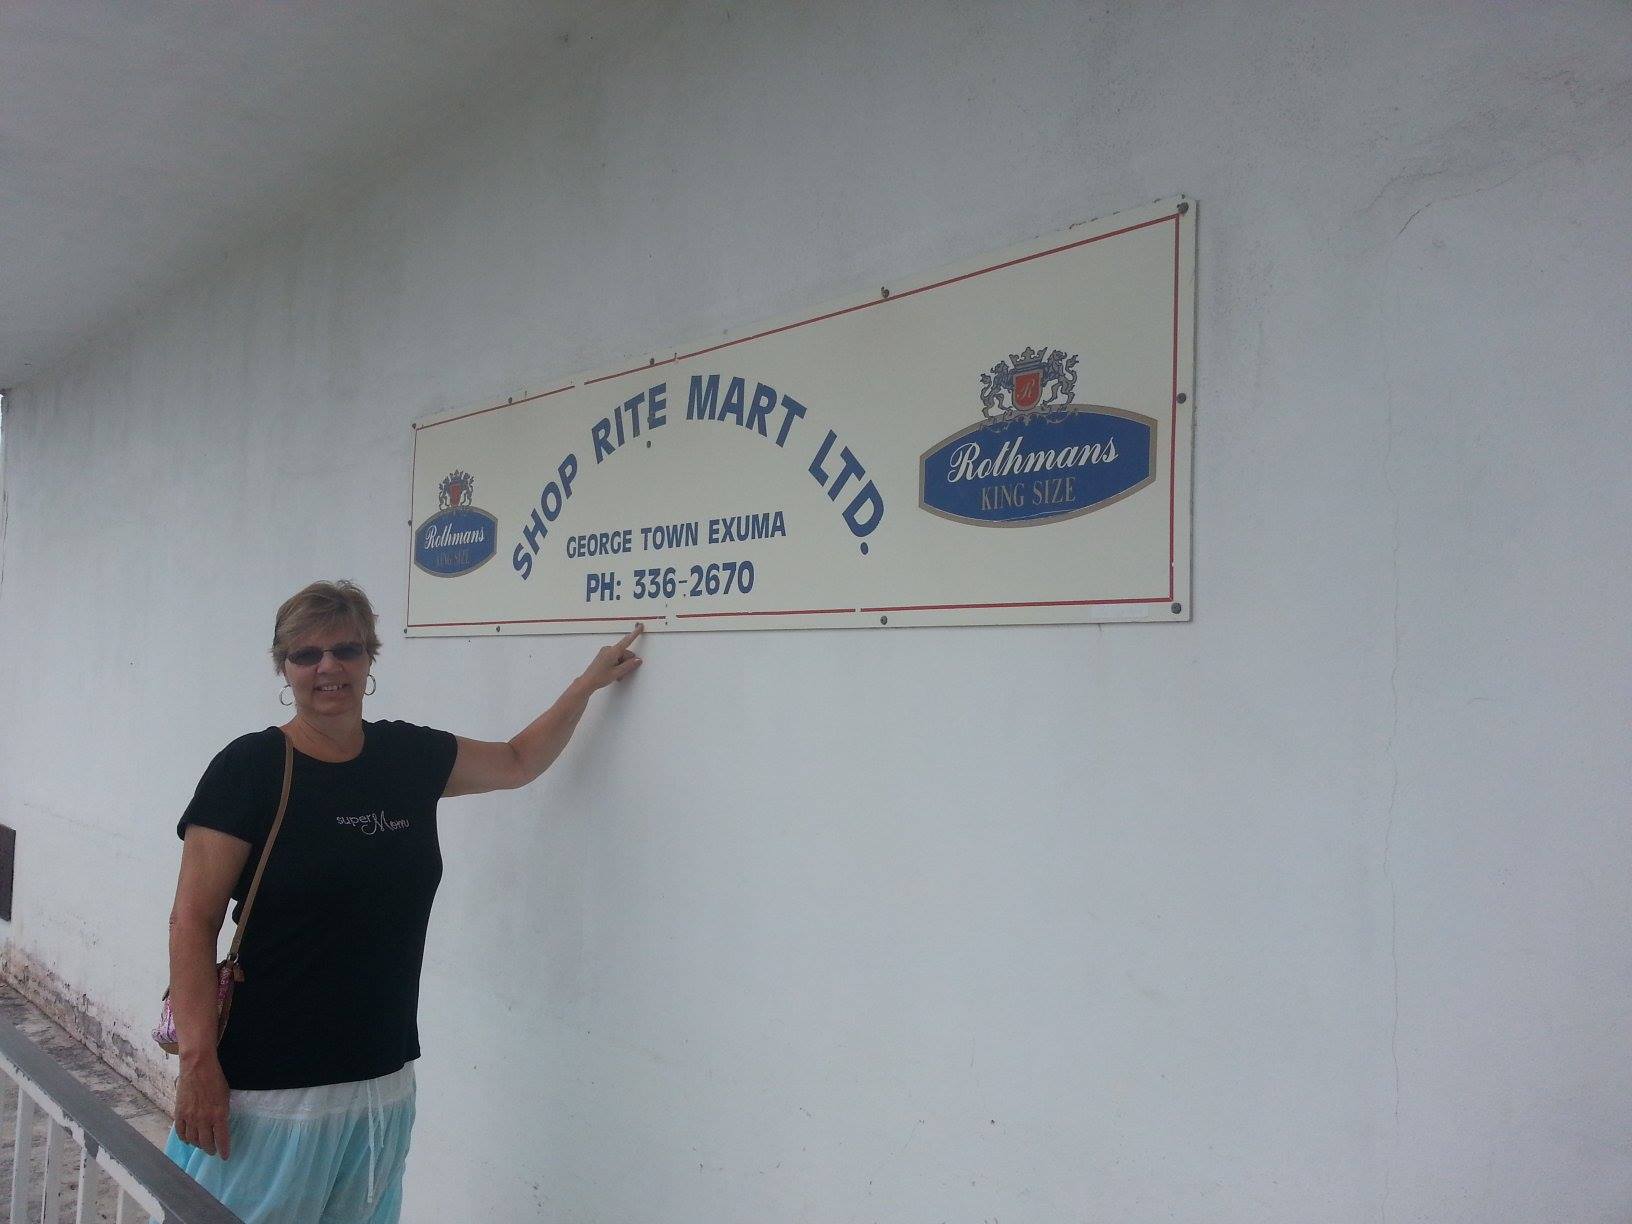 SHOP RITE MART LTD.
GEORGE TOWN EXUMA
PH: 336-2670
Rothmans
KING SIZE
R
Rothmans
KING SIZE
super Mom